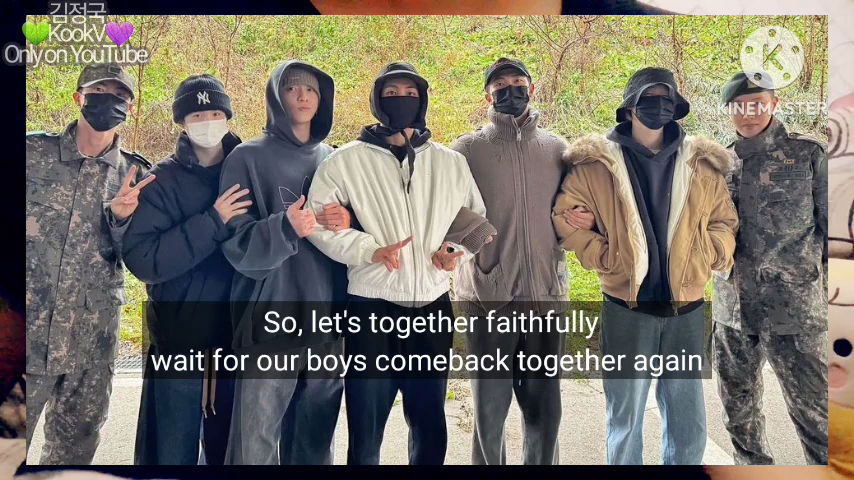 김정국
💚KookV💜
Only on YouTube
KINEMASTER
NY
So, let's together faithfully
wait for our boys comeback together again